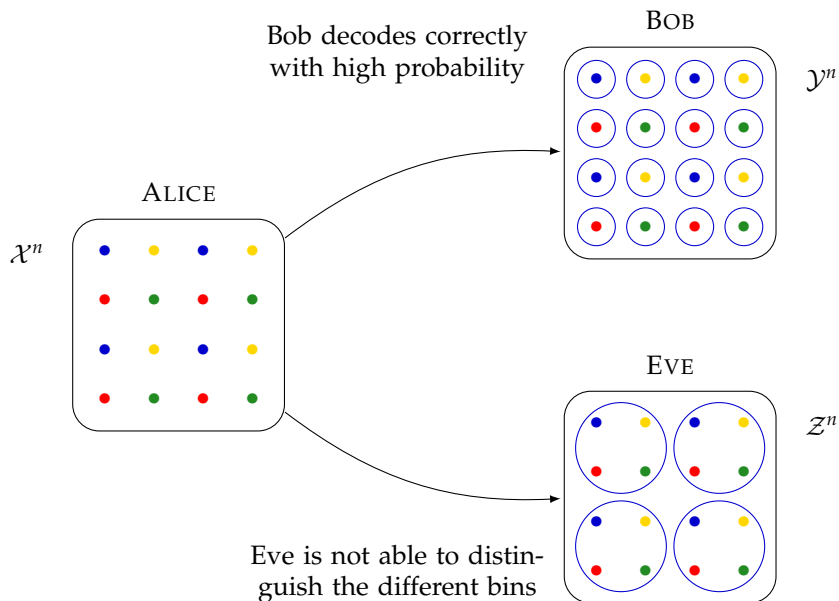 Bob decodes correctly
with high probability
BOB
𝒴ⁿ
ALICE
𝒳ⁿ
EVE
𝒵ⁿ
Eve is not able to distin-
guish the different bins